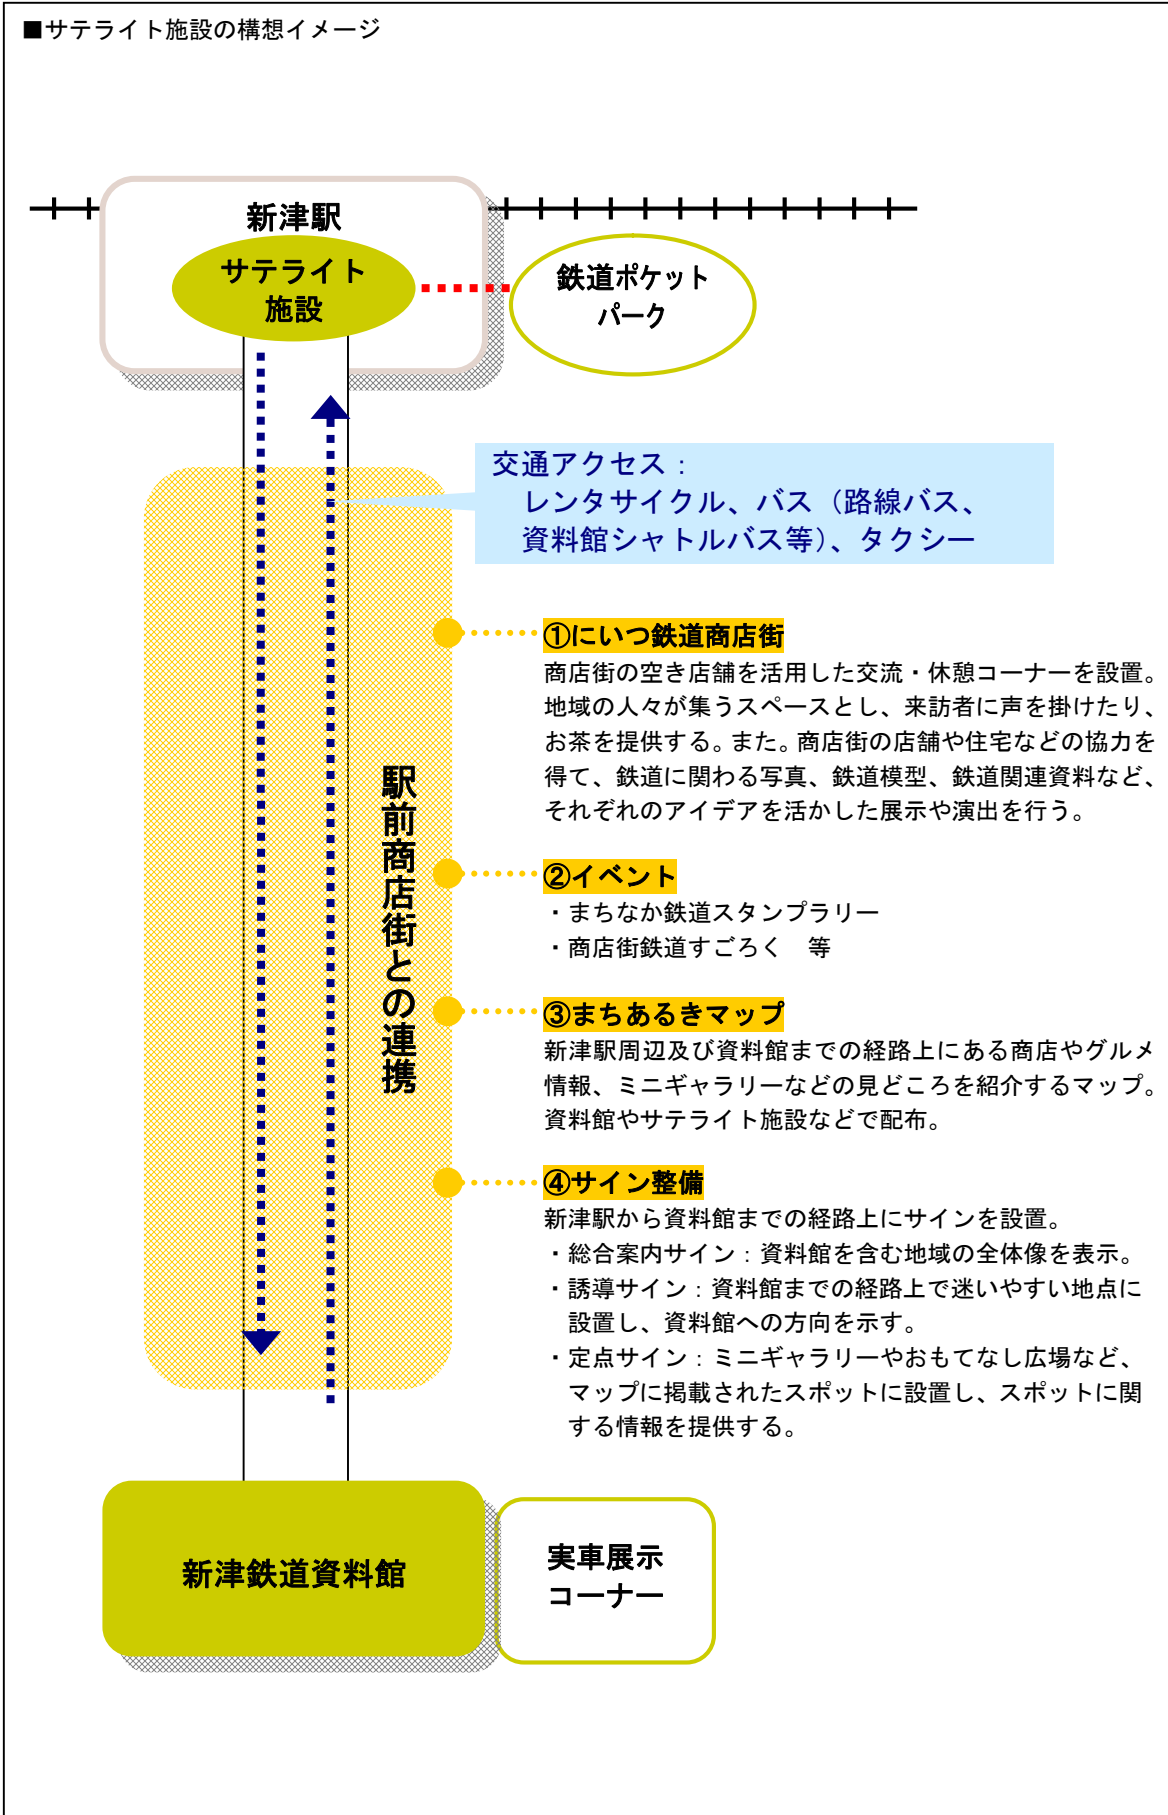 ■サテライト施設の構想イメージ
新津駅
サテライト
施設
鉄道ポケット
パーク
交通アクセス：
レンタサイクル、バス（路線バス、
資料館シャトルバス等）、タクシー
駅前商店街との連携
①にいつ鉄道商店街
商店街の空き店舗を活用した交流・休憩コーナーを設置。
地域の人々が集うスペースとし、来訪者に声を掛けたり、
お茶を提供する。また。商店街の店舗や住宅などの協力を
得て、鉄道に関わる写真、鉄道模型、鉄道関連資料など、
それぞれのアイデアを活かした展示や演出を行う。
②イベント
・まちなか鉄道スタンプラリー
・商店街鉄道すごろく　等
③まちあるきマップ
新津駅周辺及び資料館までの経路上にある商店やグルメ
情報、ミニギャラリーなどの見どころを紹介するマップ。
資料館やサテライト施設などで配布。
④サイン整備
新津駅から資料館までの経路上にサインを設置。
・総合案内サイン：資料館を含む地域の全体像を表示。
・誘導サイン：資料館までの経路上で迷いやすい地点に
設置し、資料館への方向を示す。
・定点サイン：ミニギャラリーやおもてなし広場など、
マップに掲載されたスポットに設置し、スポットに関
する情報を提供する。
新津鉄道資料館
実車展示
コーナー